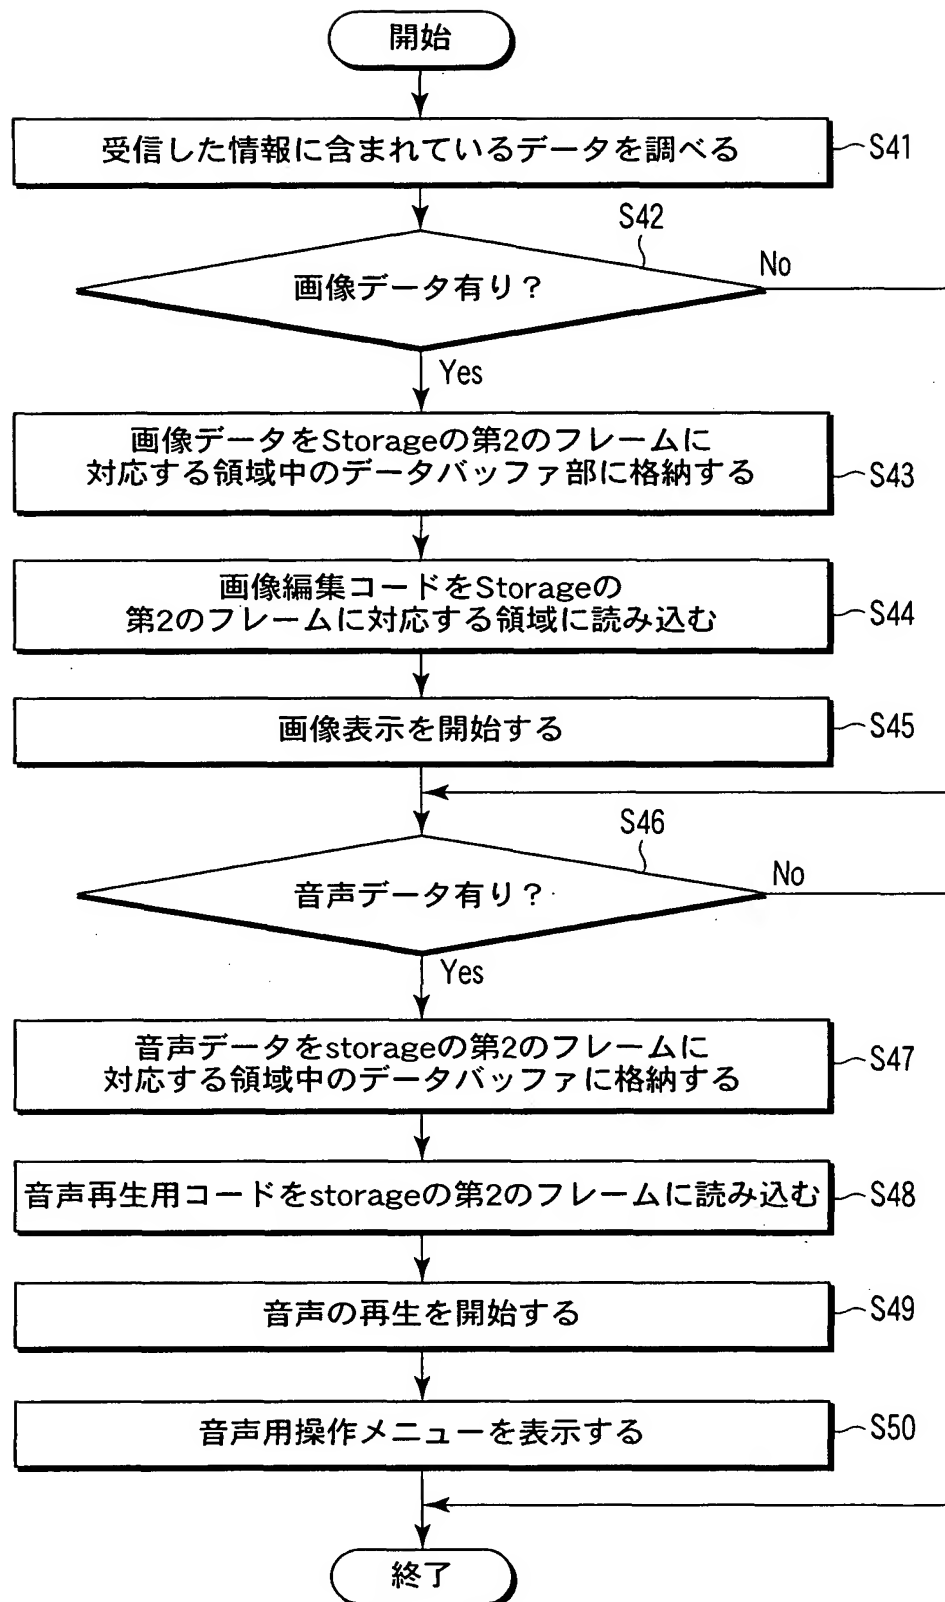 開始
受信した情報に含まれているデータを調べる
S41
S42
画像データ有り?
No
Yes
画像データをStorageの第2のフレームに
対応する領域中のデータバッファ部に格納する
S43
画像編集コードをStorageの
第2のフレームに対応する領域に読み込む
S44
画像表示を開始する
S45
S46
音声データ有り?
No
Yes
音声データをstorageの第2のフレームに
対応する領域中のデータバッファに格納する
S47
音声再生用コードをstorageの第2のフレームに読み込む
S48
音声の再生を開始する
S49
音声用操作メニューを表示する
S50
終了